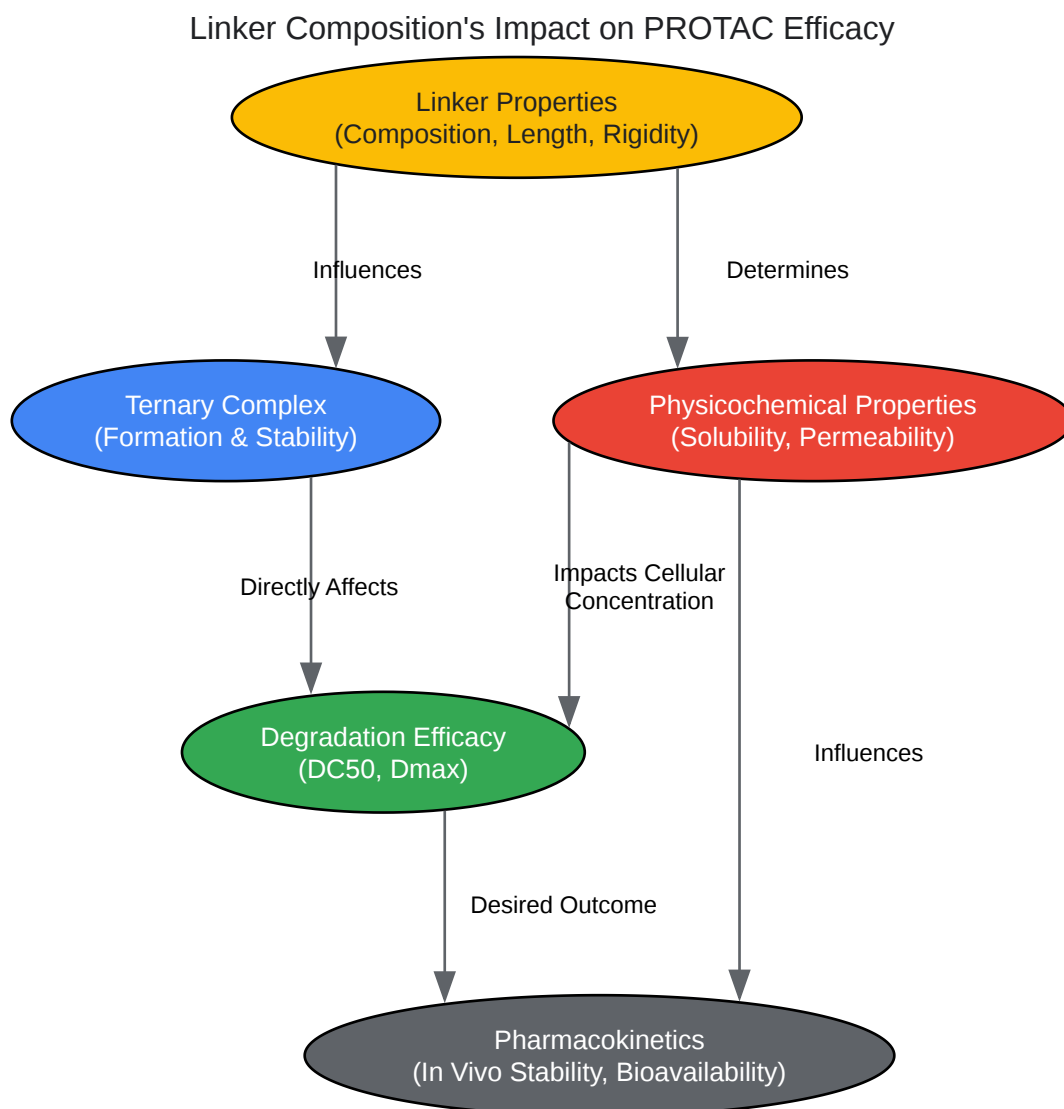 Linker Composition's Impact on PROTAC Efficacy
Linker Properties
(Composition, Length, Rigidity)
Influences
Determines
Ternary Complex
(Formation & Stability)
Physicochemical Properties
(Solubility, Permeability)
Directly Affects
Impacts Cellular
Concentration
Degradation Efficacy
(DC50, Dmax)
Influences
Desired Outcome
Pharmacokinetics
(In Vivo Stability, Bioavailability)